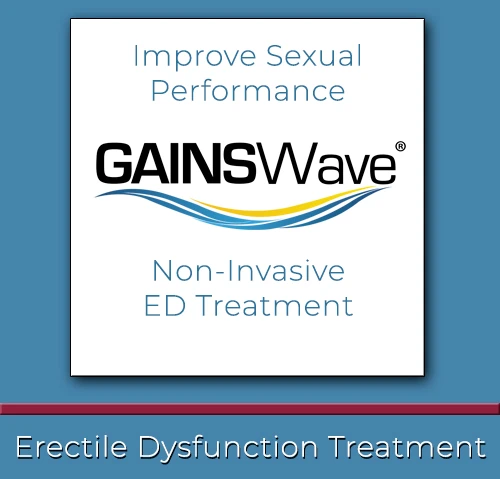 Improve Sexual
Performance
GAINSWave®
Non-Invasive
ED Treatment
Erectile Dysfunction Treatment